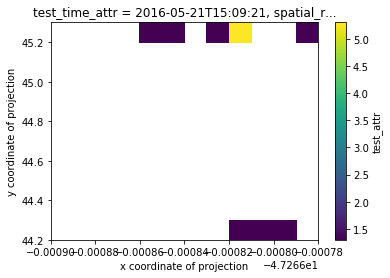 test_time_attr = 2016-05-21T15:09:21, spatial_r...
45.2
45.0
44.8
44.6
44.4
44.2
y coordinate of projection
−0.00090 −0.00088 −0.00086 −0.00084 −0.00082 −0.00080 −0.00078
−4.7266e1
x coordinate of projection
5.0
4.5
4.0
3.5
3.0
2.5
2.0
1.5
test_attr